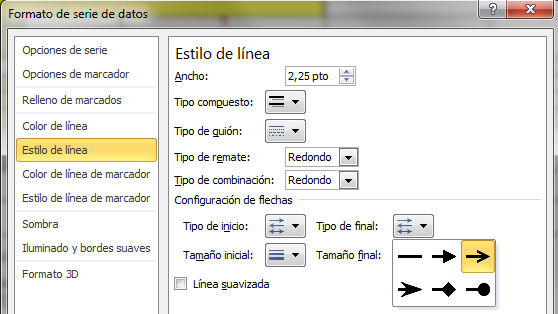 Formato de serie de datos
Opciones de serie
Opciones de marcador
Relleno de marcados
Color de línea
Estilo de línea
Color de línea de marcador
Estilo de línea de marcador
Sombra
Iluminado y bordes suaves
Formato 3D
Estilo de línea
Ancho: 2,25 pto
Tipo compuesto:
Tipo de guión:
Tipo de remate: Redondo
Tipo de combinación: Redondo
Configuración de flechas
Tipo de inicio: Tipo de final:
Tamaño inicial: Tamaño final:
Línea suavizada